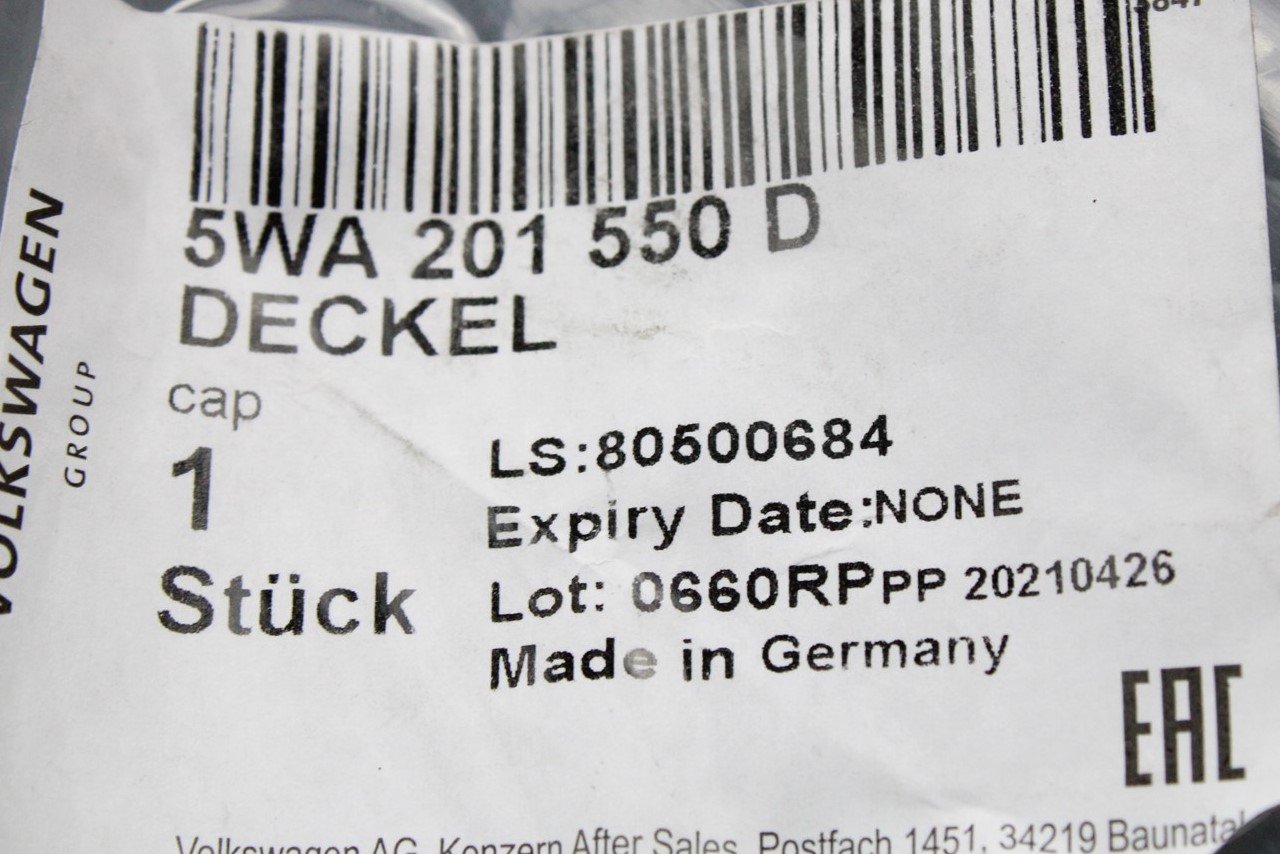 5WA 201 550 D
DECKEL
cap
1
Stück
LS:80500684
Expiry Date:NONE
Lot: 0660RPPP 20210426
Made in Germany
EAC
VOLKSWAGEN
GROUP
Volkswagen AG, Konzern After Sales, Postfach 1451, 34219 Baunatal